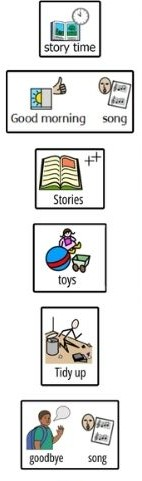 story time
Good morning song
Stories
toys
Tidy up
goodbye song